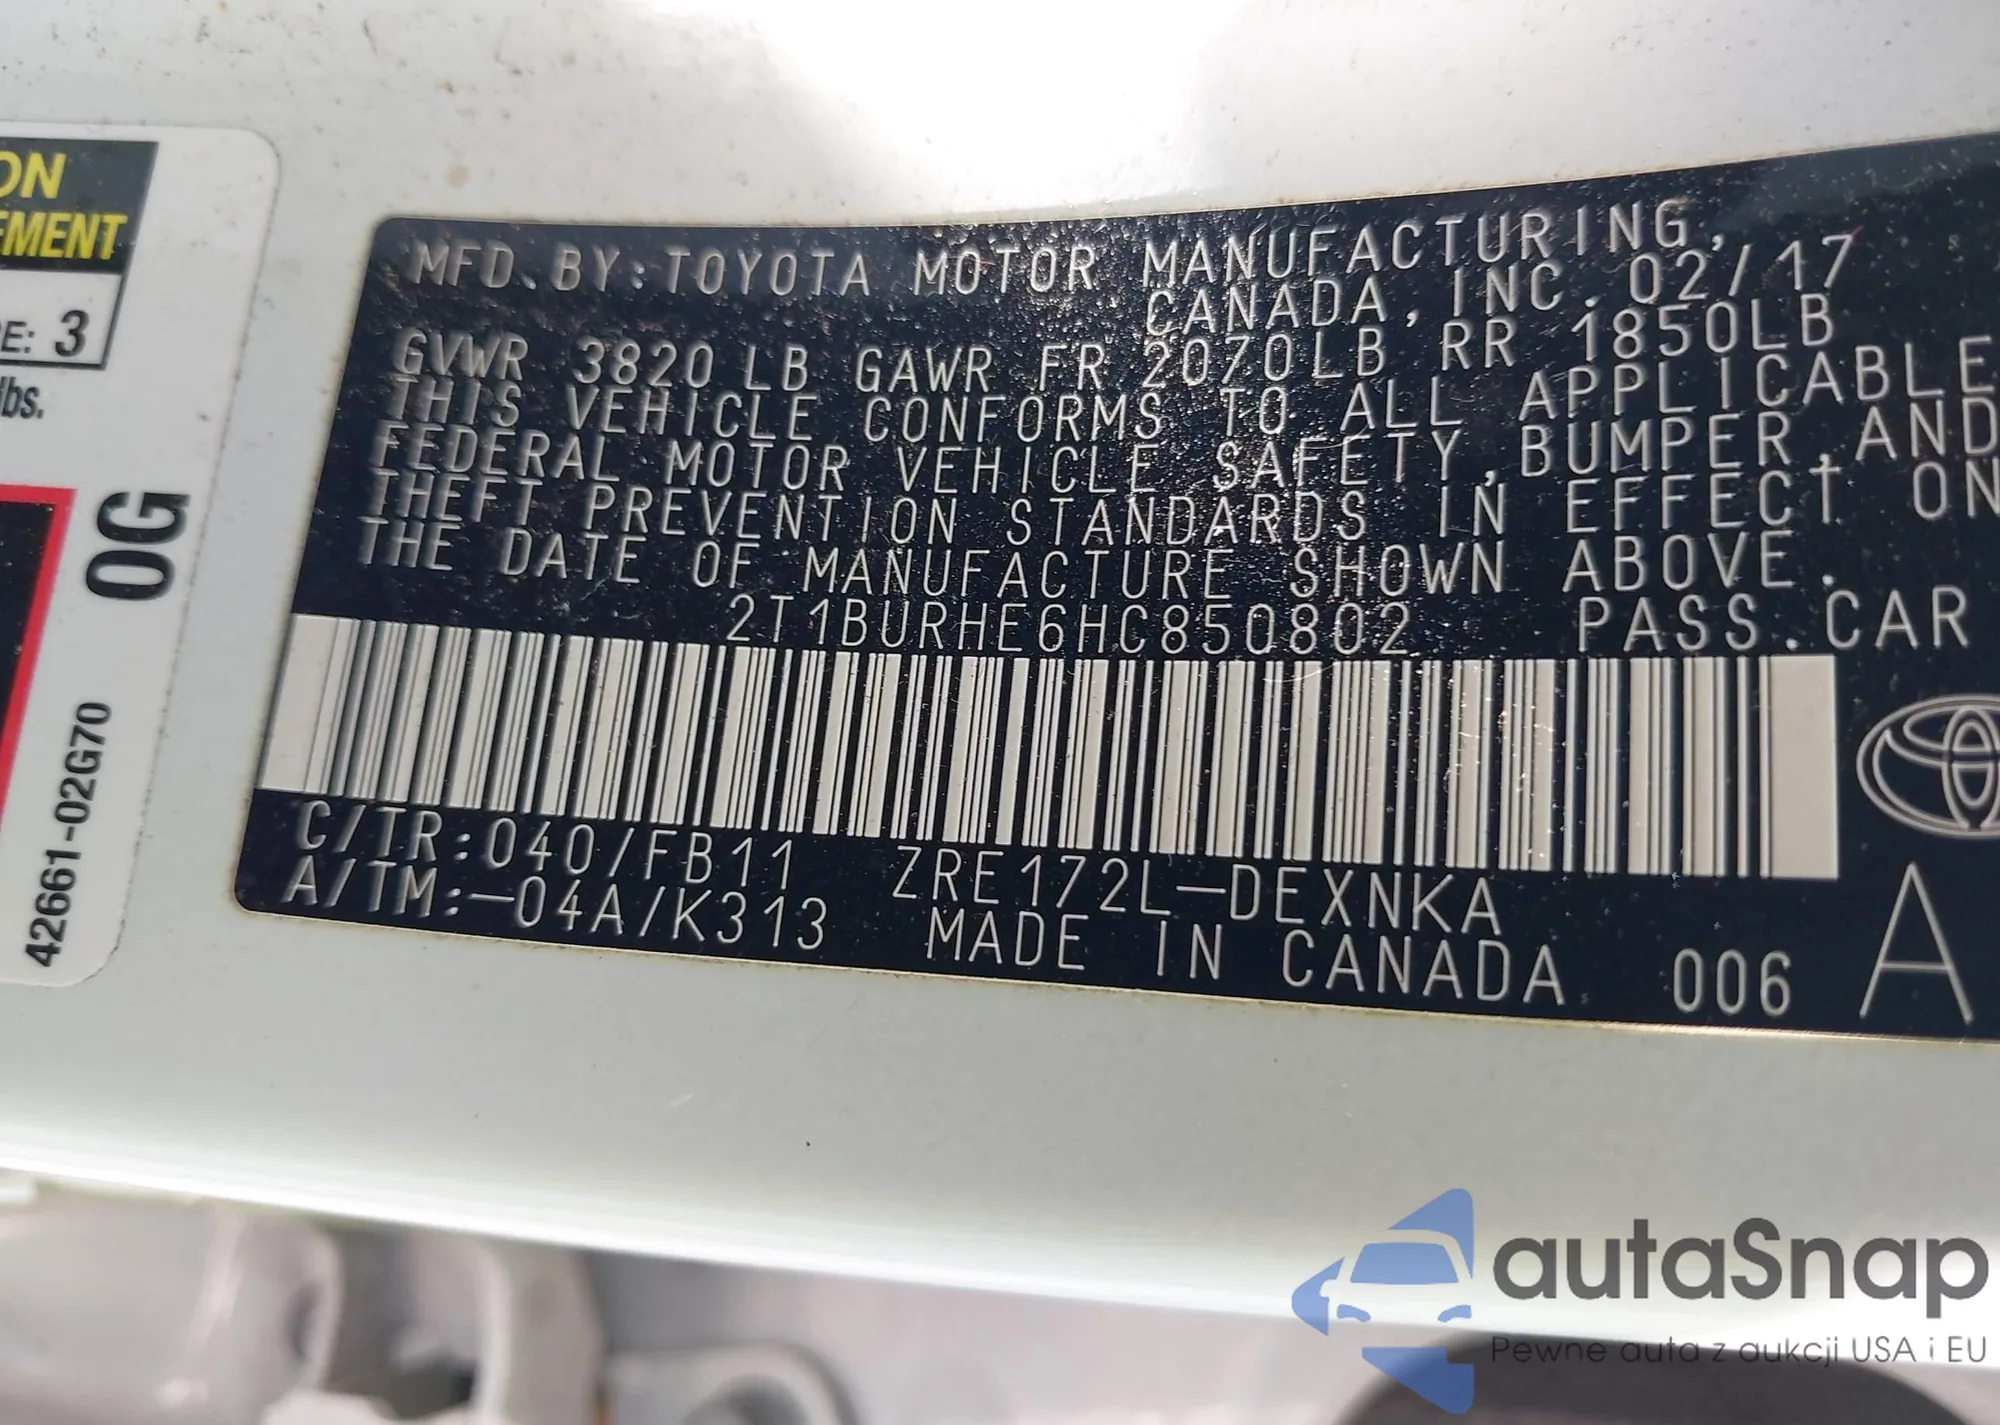 ON
EMENT
RE: 3
lbs.
0G
42661-02G70
MFD.BY:TOYOTA MOTOR MANUFACTURING,
CANADA,INC.02/17
GVWR 3820LB GAWR FR 2070LB RR 1850LB
THIS VEHICLE CONFORMS TO ALL APPLICABLE
FEDERAL MOTOR VEHICLE SAFETY,BUMPER,AND
THEFT PREVENTION STANDARDS IN EFFECT ON
THE DATE OF MANUFACTURE SHOWN ABOVE.
2T1BURHE6HC850802 PASS.CAR
C/TR:040/FB11 ZRE172L-DEXNKA
A/TM:-04A/K313 MADE IN CANADA 006 A
autaSnap
Pewne auta z aukcji USA i EU